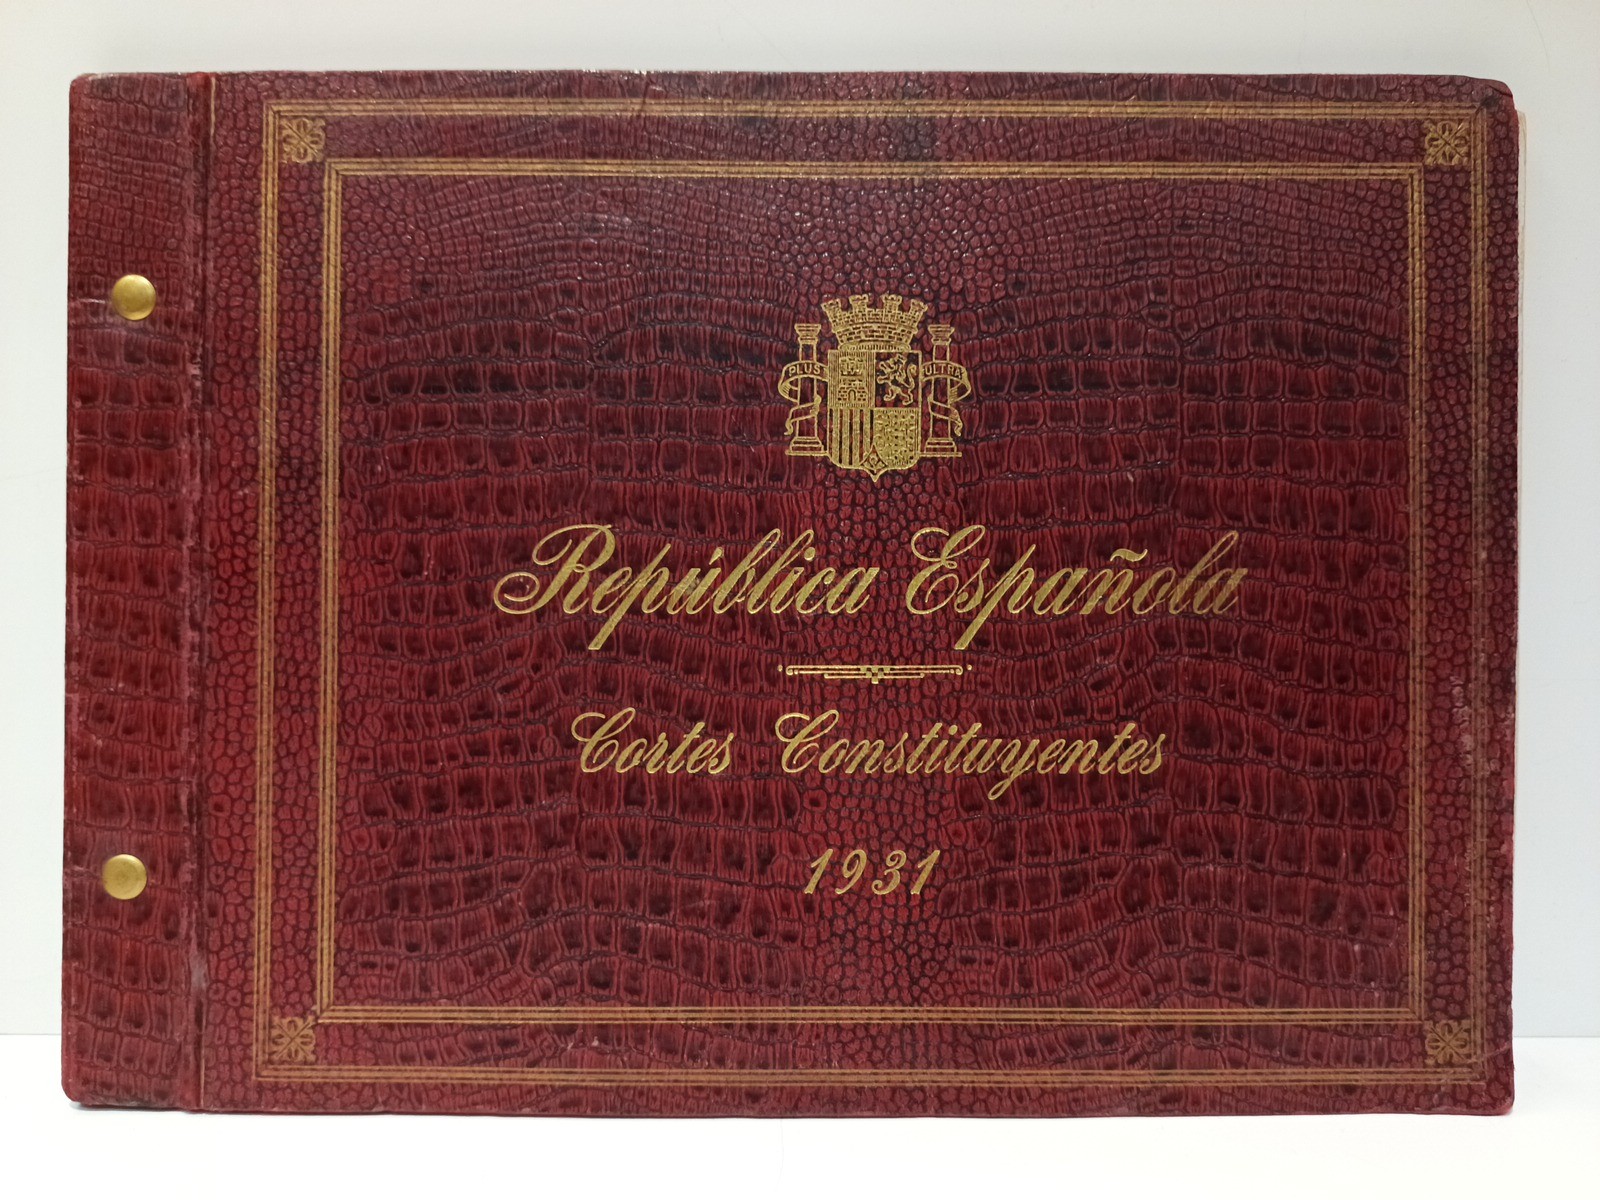 PLUS ULTRA
República Española
Cortes Constituyentes
1931